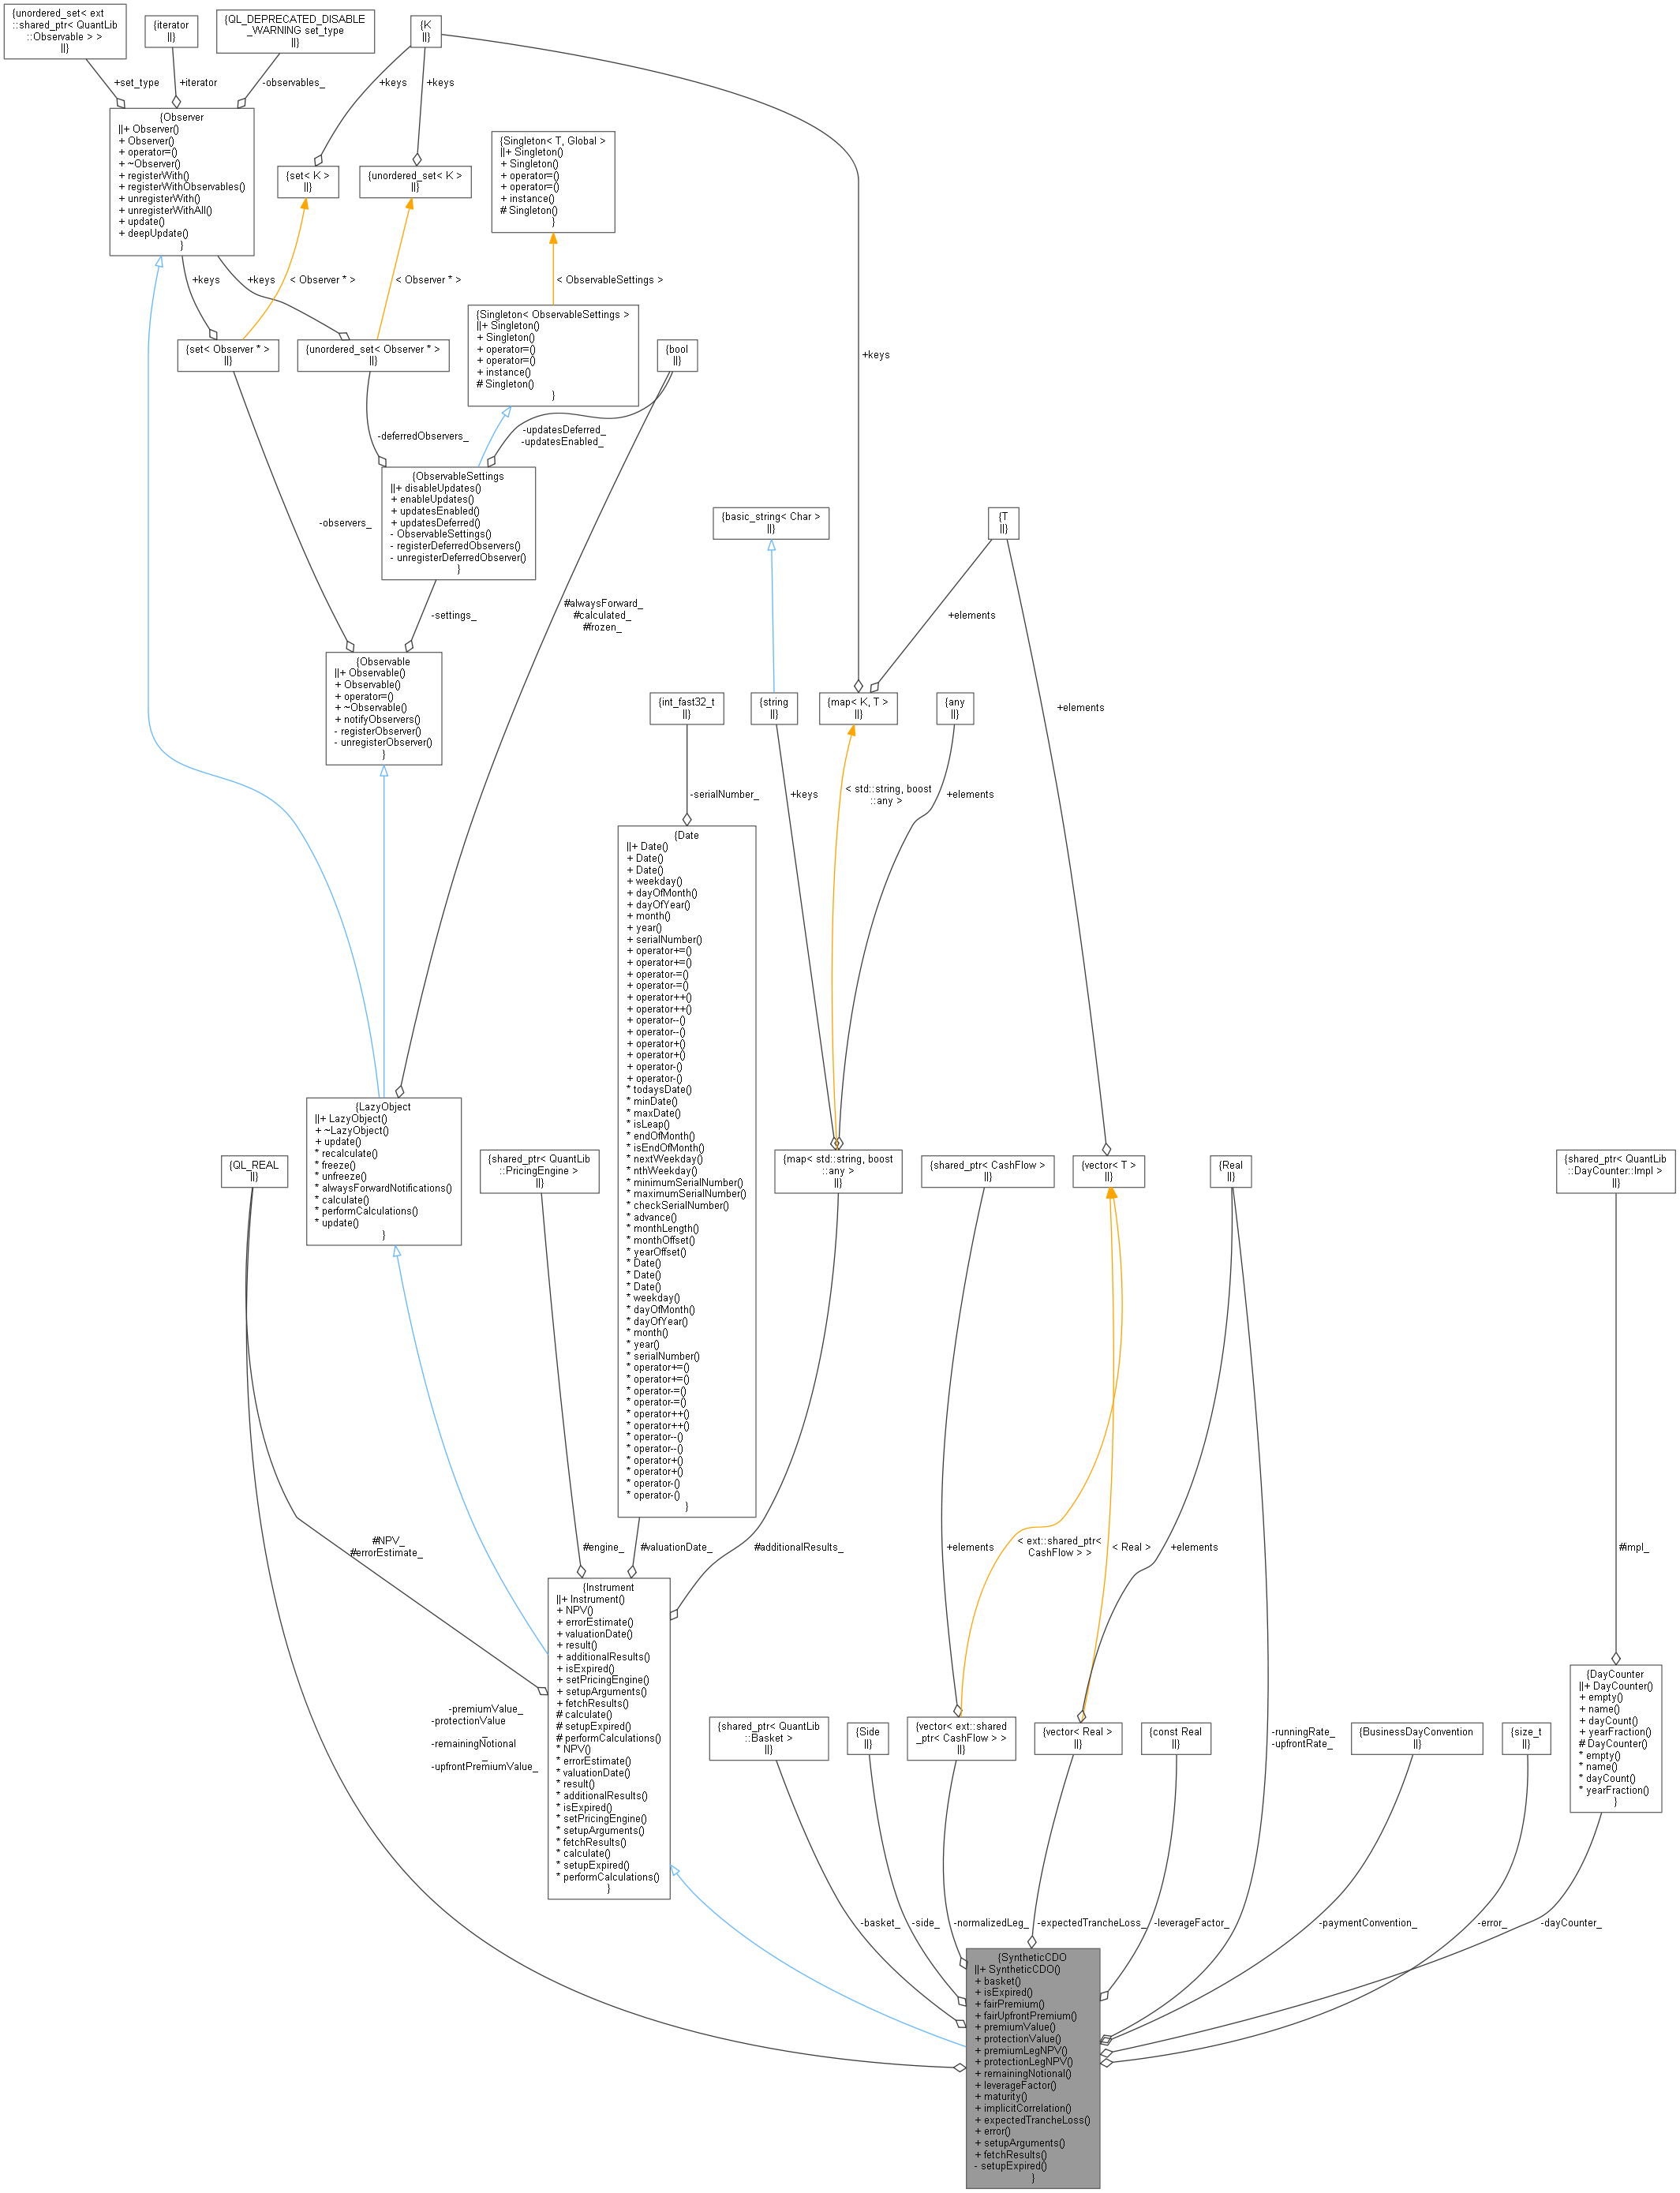 {unordered_set< ext
::shared_ptr< QuantLib
::Observable > >
||}
{iterator
||}
{QL_DEPRECATED_DISABLE
_WARNING set_type
||}
{K
||}
+set_type
+iterator
-observables_
+keys
+keys
{Observer
||+ Observer()
+ Observer()
+ operator=()
+ ~Observer()
+ registerWith()
+ registerWithObservables()
+ unregisterWith()
+ unregisterWithAll()
+ update()
+ deepUpdate()
}
{set< K >
||}
{unordered_set< K >
||}
{Singleton< T, Global >
||+ Singleton()
+ Singleton()
+ operator=()
+ operator=()
+ instance()
# Singleton()
}
+keys
+keys
< Observer * >
< Observer * >
< ObservableSettings >
{set< Observer * >
||}
{unordered_set< Observer * >
||}
{Singleton< ObservableSettings >
||+ Singleton()
+ Singleton()
+ operator=()
+ operator=()
+ instance()
# Singleton()
}
{bool
||}
+keys
-deferredObservers_
-updatesDeferred_
-updatesEnabled_
-observers_
{ObservableSettings
||+ disableUpdates()
+ enableUpdates()
+ updatesEnabled()
+ updatesDeferred()
- ObservableSettings()
- registerDeferredObservers()
- unregisterDeferredObserver()
}
{basic_string< Char >
||}
{T
||}
-settings_
#alwaysForward_
#calculated_
#frozen_
+elements
{Observable
||+ Observable()
+ Observable()
+ operator=()
+ ~Observable()
+ notifyObservers()
- registerObserver()
- unregisterObserver()
}
{int_fast32_t
||}
{string
||}
{map< K, T >
||}
{any
||}
+elements
-serialNumber_
+keys
< std::string, boost
::any >
+elements
{Date
||+ Date()
+ Date()
+ Date()
+ weekday()
+ dayOfMonth()
+ dayOfYear()
+ month()
+ year()
+ serialNumber()
+ operator+=()
+ operator+=()
+ operator-=()
+ operator-=()
+ operator++()
+ operator++()
+ operator--()
+ operator--()
+ operator+()
+ operator+()
+ operator-()
+ operator-()
* todaysDate()
* minDate()
* maxDate()
* isLeap()
* endOfMonth()
* isEndOfMonth()
* nextWeekday()
* nthWeekday()
* minimumSerialNumber()
* maximumSerialNumber()
* checkSerialNumber()
* advance()
* monthLength()
* monthOffset()
* yearOffset()
* Date()
* Date()
* Date()
* weekday()
* dayOfMonth()
* dayOfYear()
* month()
* year()
* serialNumber()
* operator+=()
* operator+=()
* operator-=()
* operator-=()
* operator++()
* operator++()
* operator--()
* operator--()
* operator+()
* operator+()
* operator-()
* operator-()
}
{LazyObject
||+ LazyObject()
+ ~LazyObject()
+ update()
* recalculate()
* freeze()
* unfreeze()
* alwaysForwardNotifications()
* calculate()
* performCalculations()
* update()
}
{QL_REAL
||}
{shared_ptr< QuantLib
::PricingEngine >
||}
{map< std::string, boost
::any >
||}
{shared_ptr< CashFlow >
||}
{vector< T >
||}
{Real
||}
{shared_ptr< QuantLib
::DayCounter::Impl >
||}
#NPV_
#errorEstimate_
#engine_
#valuationDate_
#additionalResults_
+elements
< ext::shared_ptr<
CashFlow > >
< Real >
+elements
#impl_
{Instrument
||+ Instrument()
+ NPV()
+ errorEstimate()
+ valuationDate()
+ result()
+ additionalResults()
+ isExpired()
+ setPricingEngine()
+ setupArguments()
+ fetchResults()
# calculate()
# setupExpired()
# performCalculations()
* NPV()
* errorEstimate()
* valuationDate()
* result()
* additionalResults()
* isExpired()
* setPricingEngine()
* setupArguments()
* fetchResults()
* calculate()
* setupExpired()
* performCalculations()
}
-premiumValue_
-protectionValue
_
-remainingNotional
_
-upfrontPremiumValue_
{shared_ptr< QuantLib
::Basket >
||}
{Side
||}
{vector< ext::shared
_ptr< CashFlow > >
||}
{vector< Real >
||}
{const Real
||}
-runningRate_
-upfrontRate_
{BusinessDayConvention
||}
{size_t
||}
{DayCounter
||+ DayCounter()
+ empty()
+ name()
+ dayCount()
+ yearFraction()
# DayCounter()
* empty()
* name()
* dayCount()
* yearFraction()
}
-basket_
-side_
-normalizedLeg_
-expectedTrancheLoss_
-leverageFactor_
-paymentConvention_
-error_
-dayCounter_
{SyntheticCDO
||+ SyntheticCDO()
+ basket()
+ isExpired()
+ fairPremium()
+ fairUpfrontPremium()
+ premiumValue()
+ protectionValue()
+ premiumLegNPV()
+ protectionLegNPV()
+ remainingNotional()
+ leverageFactor()
+ maturity()
+ implicitCorrelation()
+ expectedTrancheLoss()
+ error()
+ setupArguments()
+ fetchResults()
- setupExpired()
}